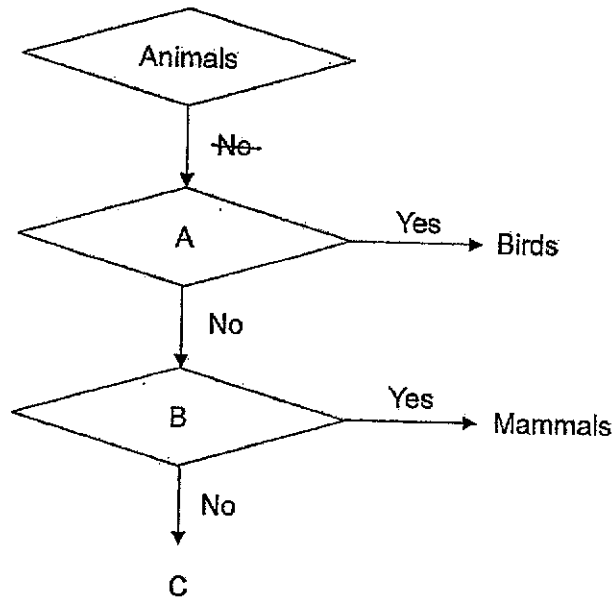 Animals
No
A
Yes
Birds
No
B
Yes
Mammals
No
C